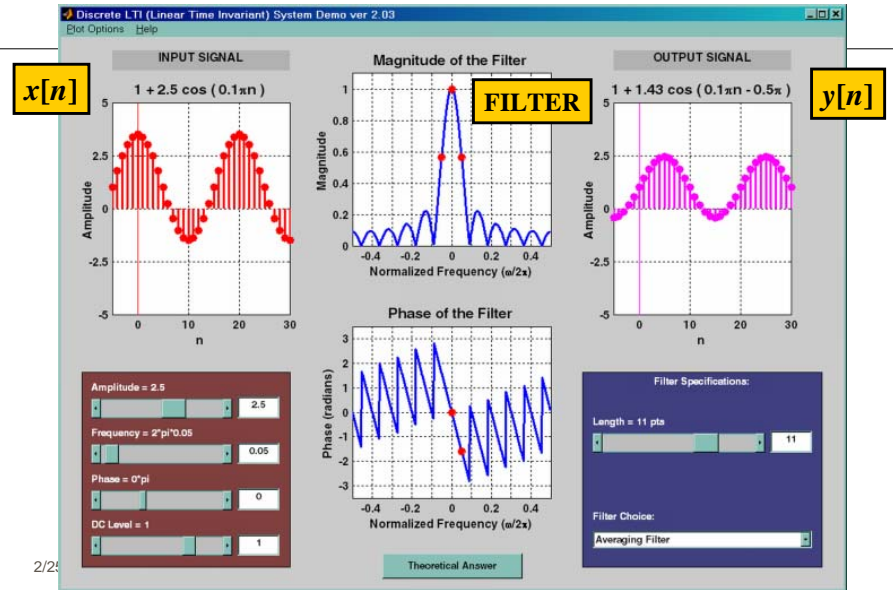 Discrete LTI (Linear Time Invariant) System Demo ver 2.03
Plot Options Help
INPUT SIGNAL
x[n]
1 + 2.5 cos ( 0.1πn )
5
2.5
0
-2.5
-5
Amplitude
0 10 20 30
n
Magnitude of the Filter
FILTER
1
0.8
0.6
0.4
0.2
0
Magnitude
-0.4 -0.2 0 0.2 0.4
Normalized Frequency (ω/2π)
OUTPUT SIGNAL
1 + 1.43 cos ( 0.1πn - 0.5π )
y[n]
5
2.5
0
-2.5
-5
Amplitude
0 10 20 30
n
Phase of the Filter
3
2
1
0
-1
-2
-3
Phase (radians)
-0.4 -0.2 0 0.2 0.4
Normalized Frequency (ω/2π)
Amplitude = 2.5
2.5
Frequency = 2*pi*0.05
0.05
Phase = 0*pi
0
DC Level = 1
1
Filter Specifications:
Length = 11 pts
11
Filter Choice:
Averaging Filter
Theoretical Answer
2/25